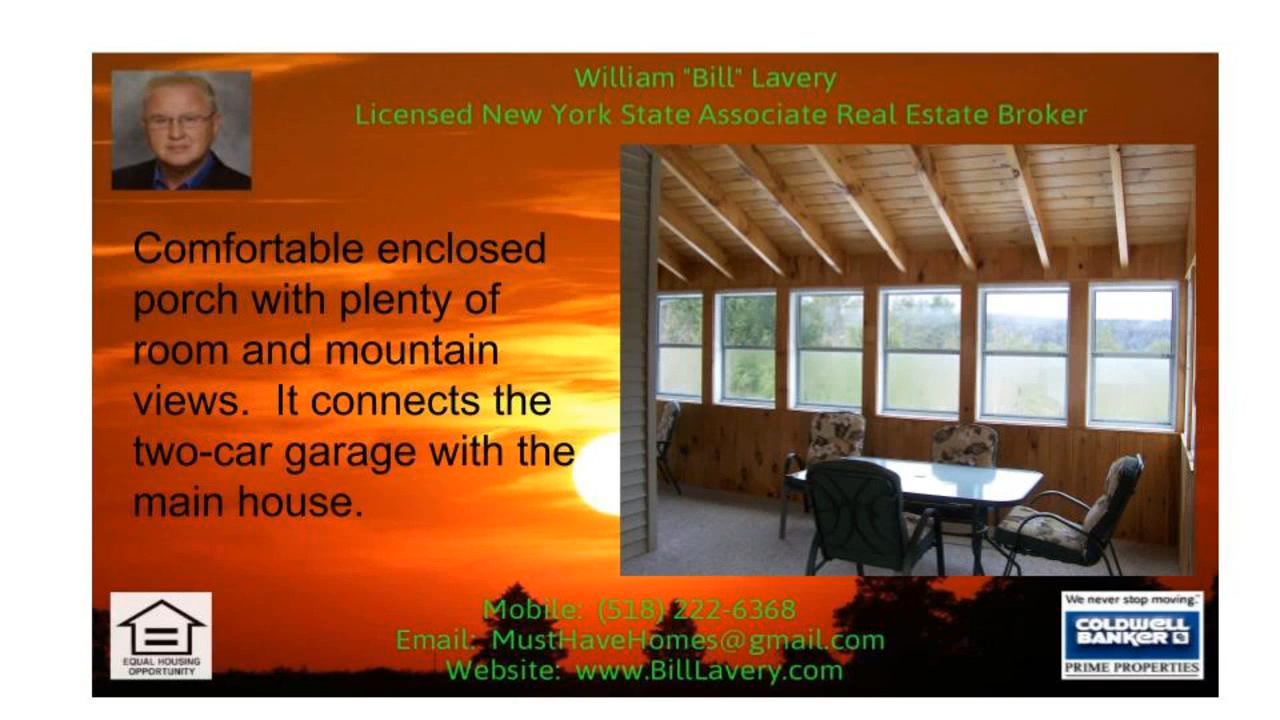 William "Bill" Lavery
Licensed New York State Associate Real Estate Broker
Comfortable enclosed
porch with plenty of
room and mountain
views.  It connects the
two-car garage with the
main house.
Mobile:  (518) 222-6368
Email:  MustHaveHomes@gmail.com
Website:  www.BillLavery.com
EQUAL HOUSING
OPPORTUNITY
We never stop moving.™
COLDWELL
BANKER
PRIME PROPERTIES